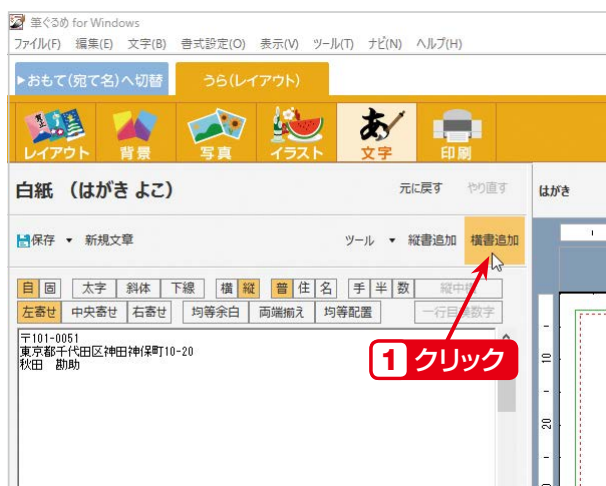 筆ぐるめ for Windows
ファイル(F) 編集(E) 文字(B) 書式設定(O) 表示(V) ツール(T) ナビ(N) ヘルプ(H)
▶おもて(宛て名)へ切替 うら(レイアウト)
レイアウト 背景 写真 イラスト 文字 印刷
白紙 (はがき よこ) 元に戻す やり直す はがき
保存 ▼ 新規文章 ツール ▼ 縦書追加 横書追加
自 固 太字 斜体 下線 横 縦 普 住 名 手 半 数
左寄せ 中央寄せ 右寄せ 均等余白 両端揃え 均等配置
〒101-0051
東京都千代田区神田神保町10-20
秋田 勘助
1 クリック
10
20